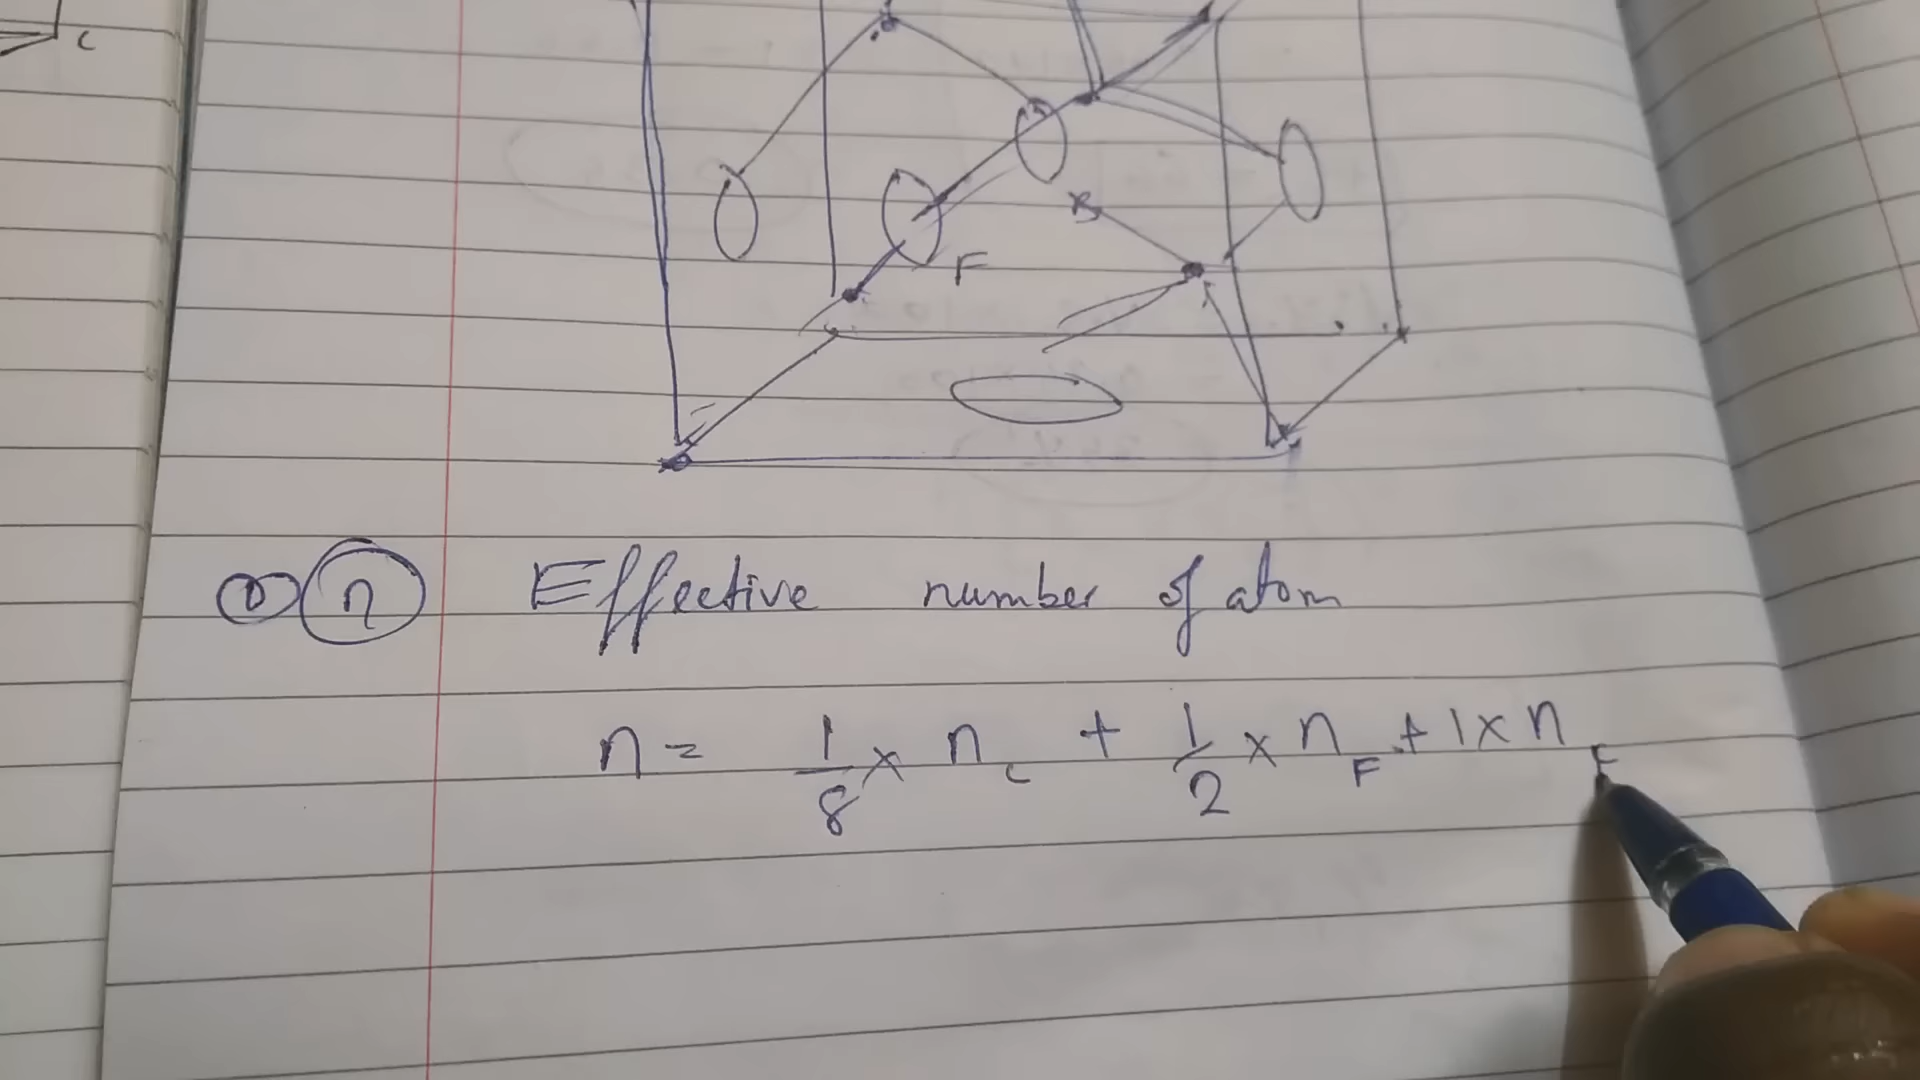 C
B
F
① n Effective number of atom
n = 1/8 × n_C + 1/2 × n_F + 1 × n